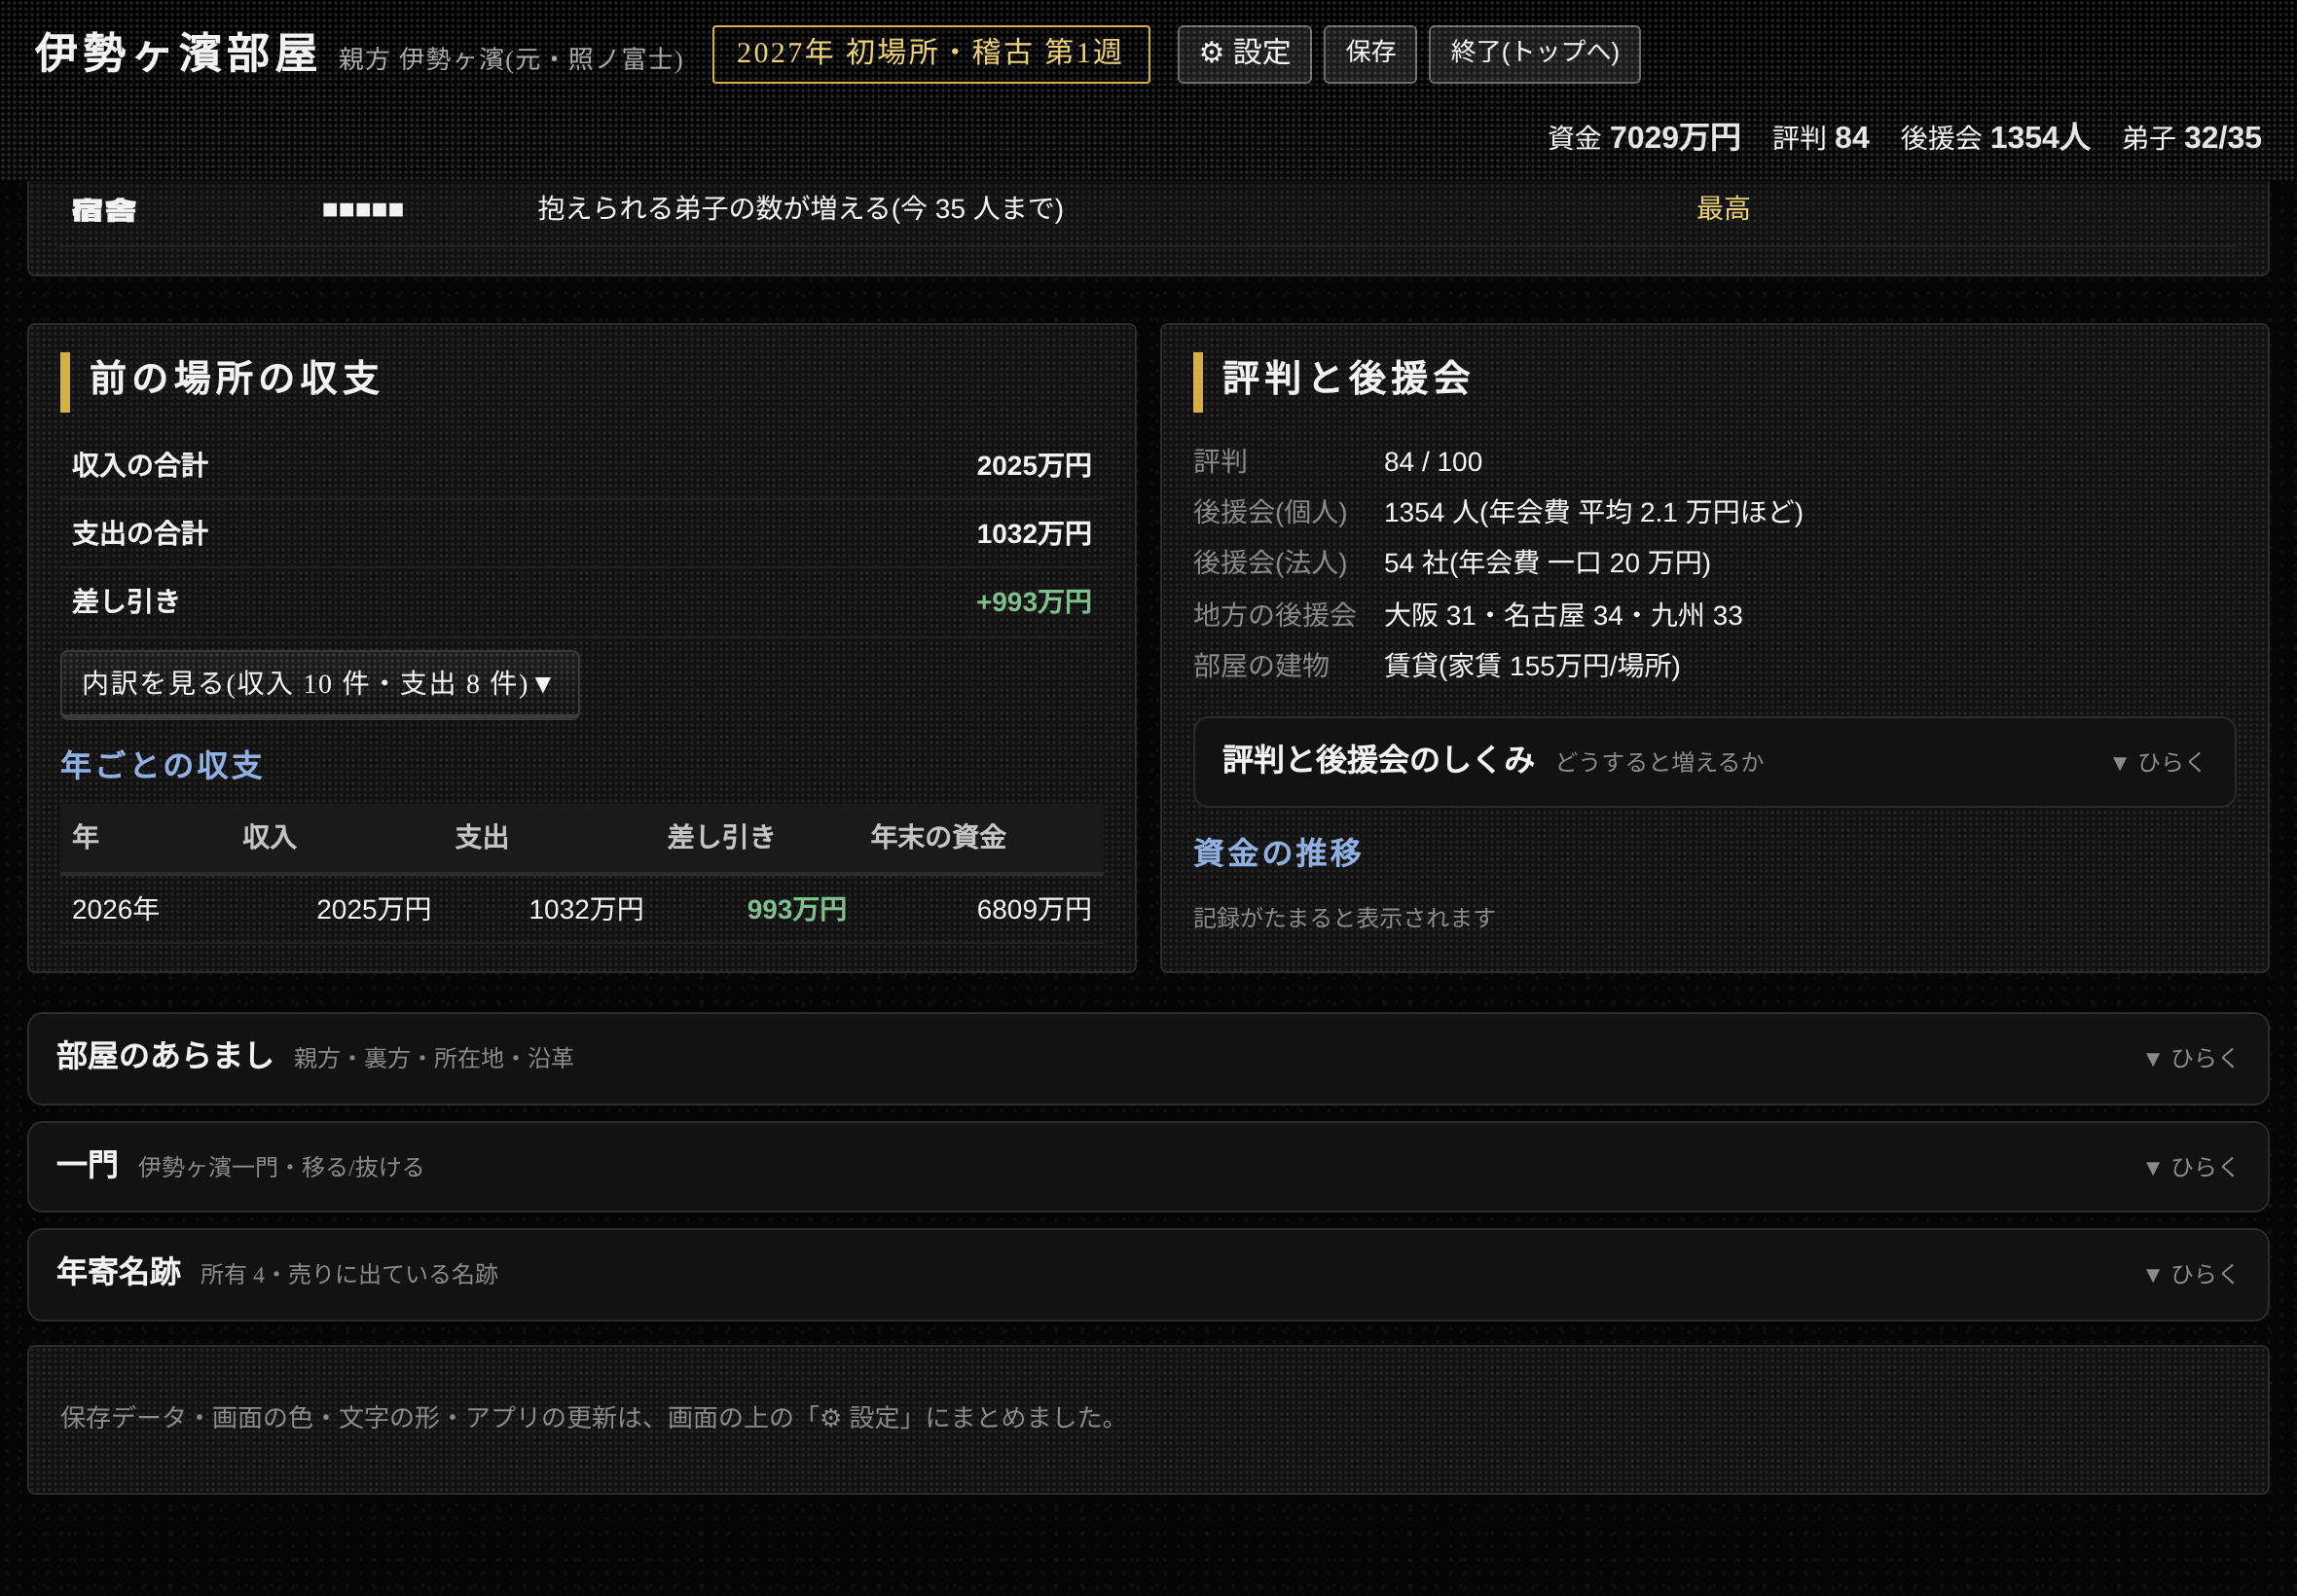 伊勢ヶ濱部屋 親方 伊勢ヶ濱(元・照ノ富士) 2027年 初場所・稽古 第1週 ⚙ 設定 保存 終了(トップへ)
資金 7029万円 評判 84 後援会 1354人 弟子 32/35
宿舎 ■■■■■ 抱えられる弟子の数が増える(今 35 人まで) 最高
前の場所の収支
収入の合計 2025万円
支出の合計 1032万円
差し引き +993万円
内訳を見る(収入 10 件・支出 8 件)▼
年ごとの収支
年 収入 支出 差し引き 年末の資金
2026年 2025万円 1032万円 993万円 6809万円
評判と後援会
評判 84 / 100
後援会(個人) 1354 人(年会費 平均 2.1 万円ほど)
後援会(法人) 54 社(年会費 一口 20 万円)
地方の後援会 大阪 31・名古屋 34・九州 33
部屋の建物 賃貸(家賃 155万円/場所)
評判と後援会のしくみ どうすると増えるか ▼ ひらく
資金の推移
記録がたまると表示されます
部屋のあらまし 親方・裏方・所在地・沿革 ▼ ひらく
一門 伊勢ヶ濱一門・移る/抜ける ▼ ひらく
年寄名跡 所有 4・売りに出ている名跡 ▼ ひらく
保存データ・画面の色・文字の形・アプリの更新は、画面の上の「⚙ 設定」にまとめました。